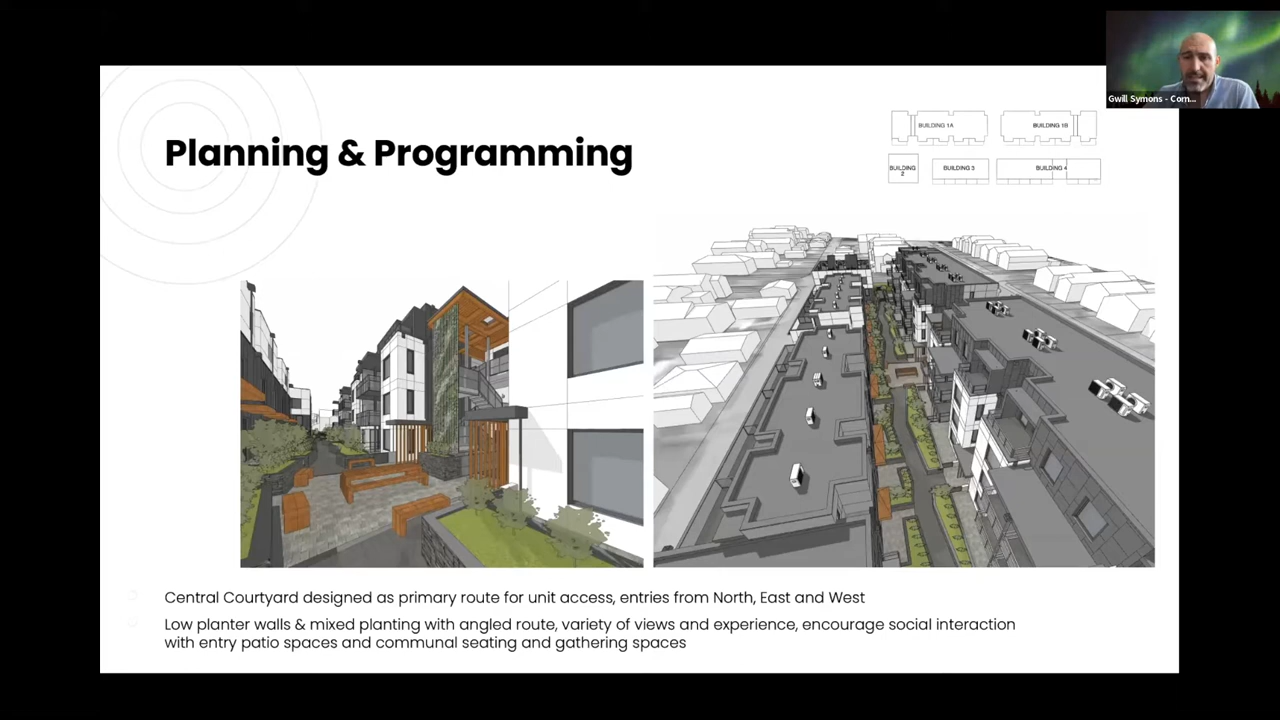 Gwill Symons - Corn...
Planning & Programming
BUILDING 1A
BUILDING 1B
BUILDING
2
BUILDING 3
BUILDING 4
Central Courtyard designed as primary route for unit access, entries from North, East and West
Low planter walls & mixed planting with angled route, variety of views and experience, encourage social interaction
with entry patio spaces and communal seating and gathering spaces